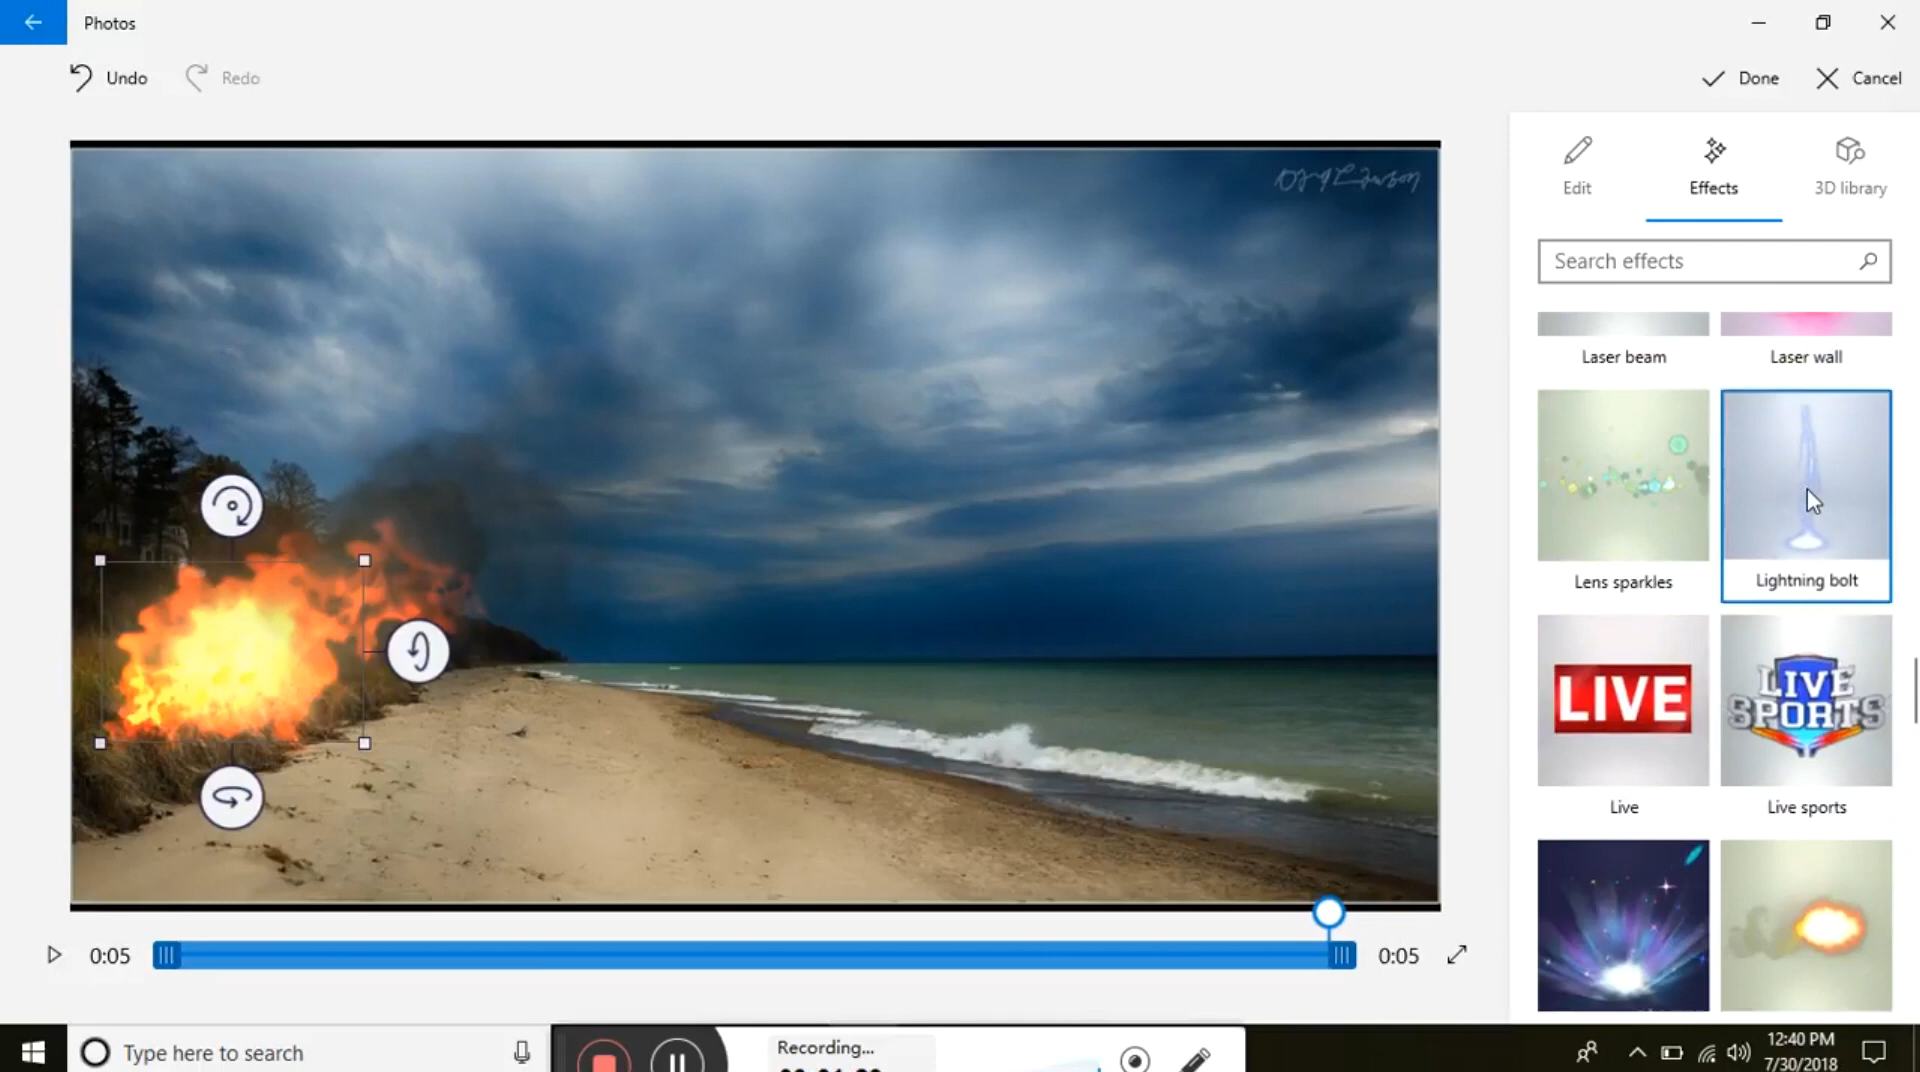 Photos
Undo
Redo
Done
Cancel
Edit
Effects
3D library
Search effects
Laser beam
Laser wall
Lens sparkles
Lightning bolt
LIVE
LIVE
SPORTS
Live
Live sports
0:05
0:05
Type here to search
Recording...
12:40 PM
7/30/2018